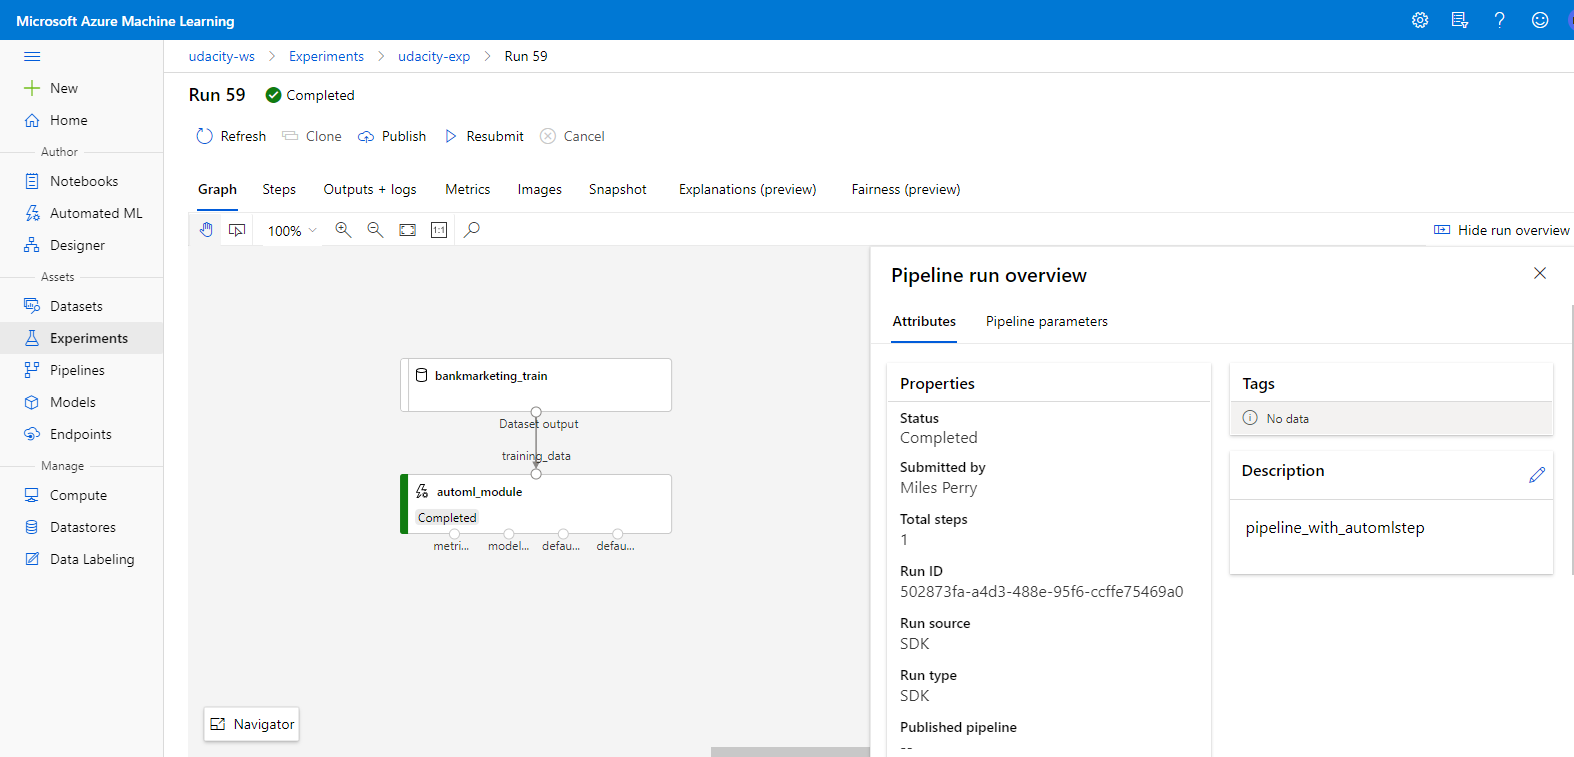 Microsoft Azure Machine Learning
New
Home
Author
Notebooks
Automated ML
Designer
Assets
Datasets
Experiments
Pipelines
Models
Endpoints
Manage
Compute
Datastores
Data Labeling
udacity-ws > Experiments > udacity-exp > Run 59
Run 59 Completed
Refresh Clone Publish Resubmit Cancel
Graph Steps Outputs + logs Metrics Images Snapshot Explanations (preview) Fairness (preview)
100% 1:1 Hide run overview
bankmarketing_train
Dataset output
training_data
automl_module
Completed
metri... model... defau... defau...
Navigator
Pipeline run overview
Attributes Pipeline parameters
Properties
Status
Completed
Submitted by
Miles Perry
Total steps
1
Run ID
502873fa-a4d3-488e-95f6-ccffe75469a0
Run source
SDK
Run type
SDK
Published pipeline
--
Tags
No data
Description
pipeline_with_automlstep